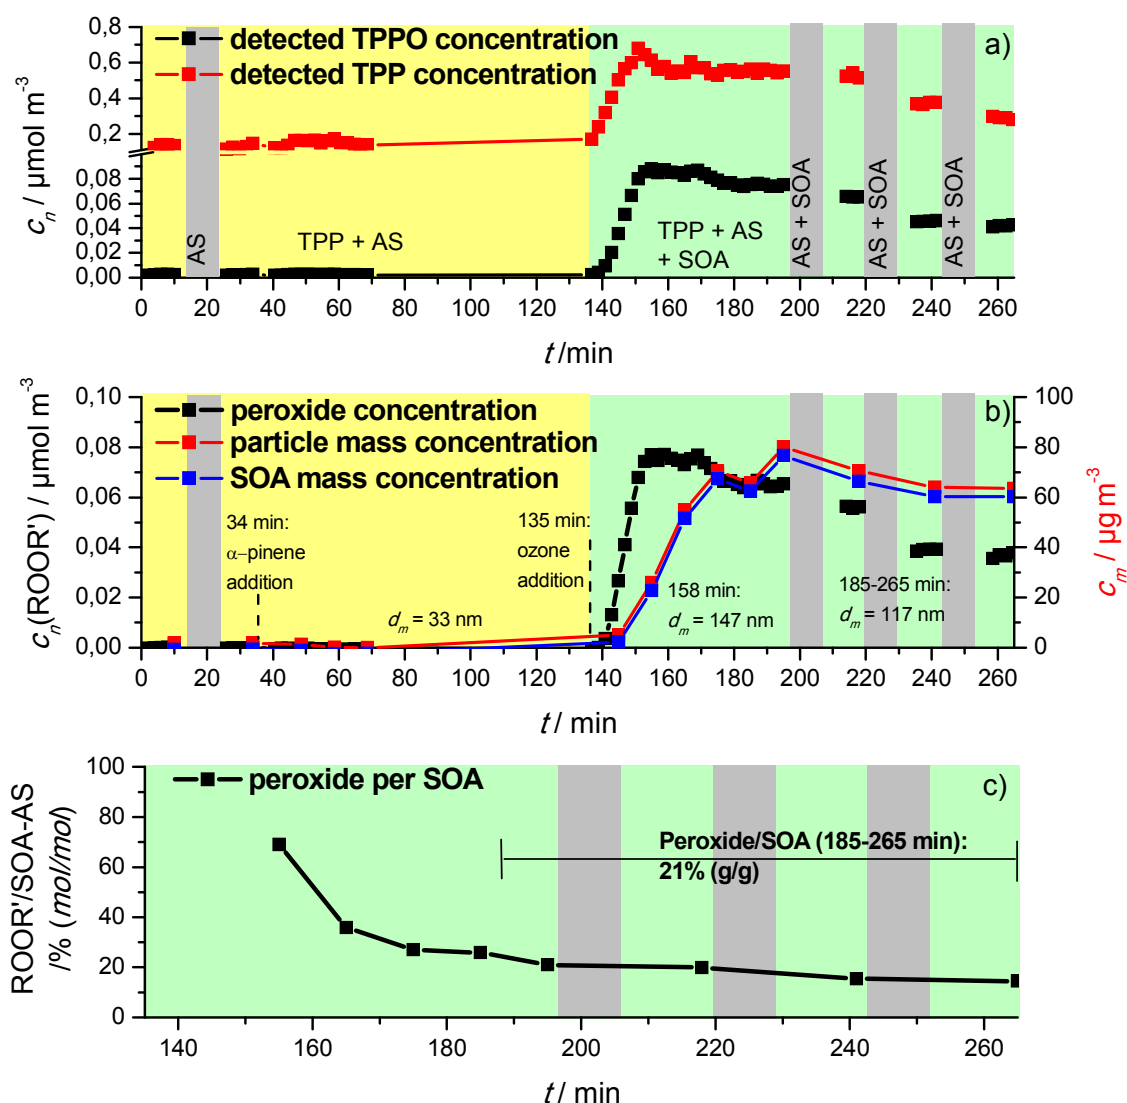 a)
detected TPPO concentration
detected TPP concentration
c_n / µmol m⁻³
0,8
0,6
0,4
0,2
0,08
0,06
0,04
0,02
0,00
AS
TPP + AS
TPP + AS
+ SOA
AS + SOA
AS + SOA
AS + SOA
0 20 40 60 80 100 120 140 160 180 200 220 240 260
t /min
b)
peroxide concentration
particle mass concentration
SOA mass concentration
c_n(ROOR') / µmol m⁻³
0,10
0,08
0,06
0,04
0,02
0,00
34 min:
α−pinene
addition
d_m = 33 nm
135 min:
ozone
addition
158 min:
d_m = 147 nm
185-265 min:
d_m = 117 nm
100
80
60
40
20
0
c_m / µg m⁻³
0 20 40 60 80 100 120 140 160 180 200 220 240 260
t / min
c)
peroxide per SOA
ROOR'/SOA-AS
/% (mol/mol)
100
80
60
40
20
0
Peroxide/SOA (185-265 min):
21% (g/g)
140 160 180 200 220 240 260
t / min